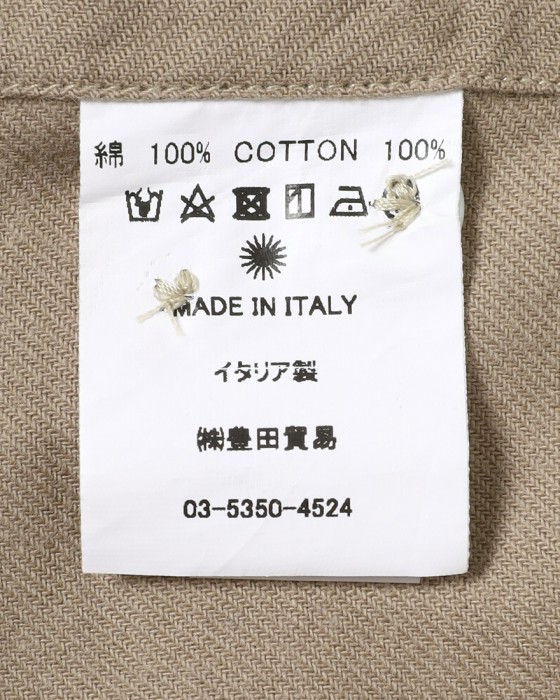 綿 100% COTTON 100%
MADE IN ITALY
イタリア製
㈱豊田貿易
03-5350-4524